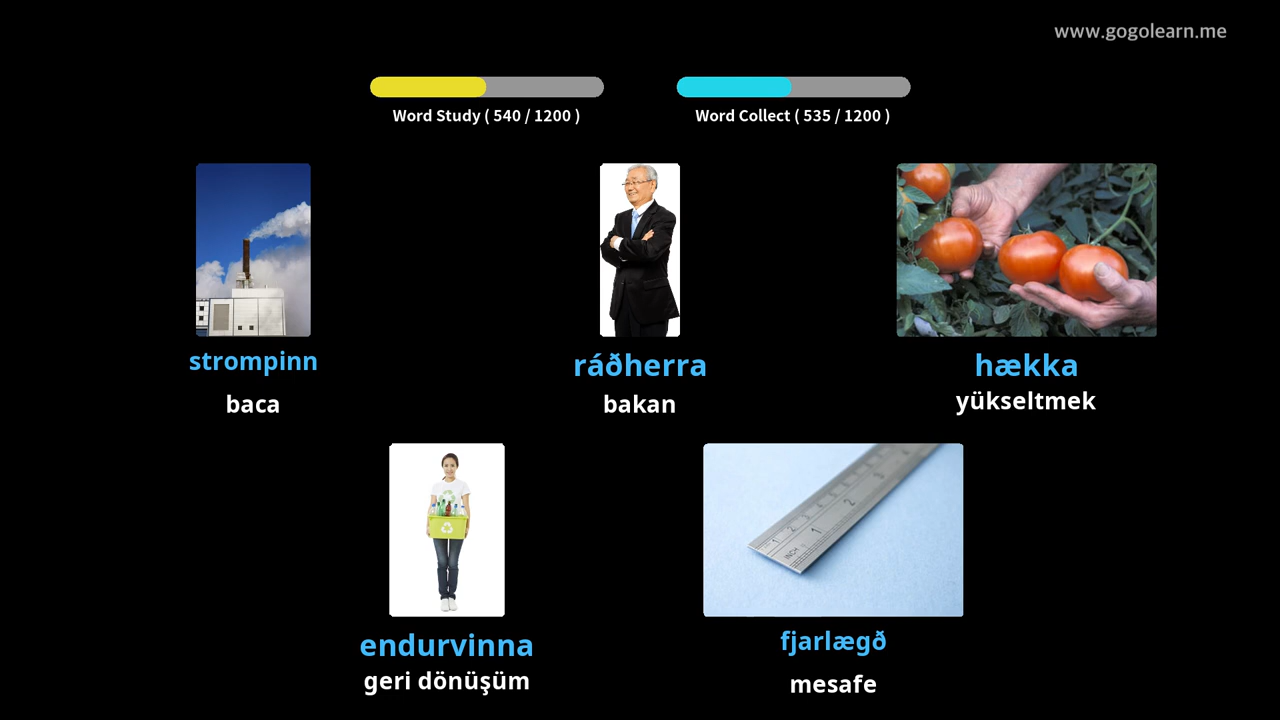 www.gogolearn.me
Word Study ( 540 / 1200 )
Word Collect ( 535 / 1200 )
strompinn
baca
ráðherra
bakan
hækka
yükseltmek
endurvinna
geri dönüşüm
fjarlægð
mesafe